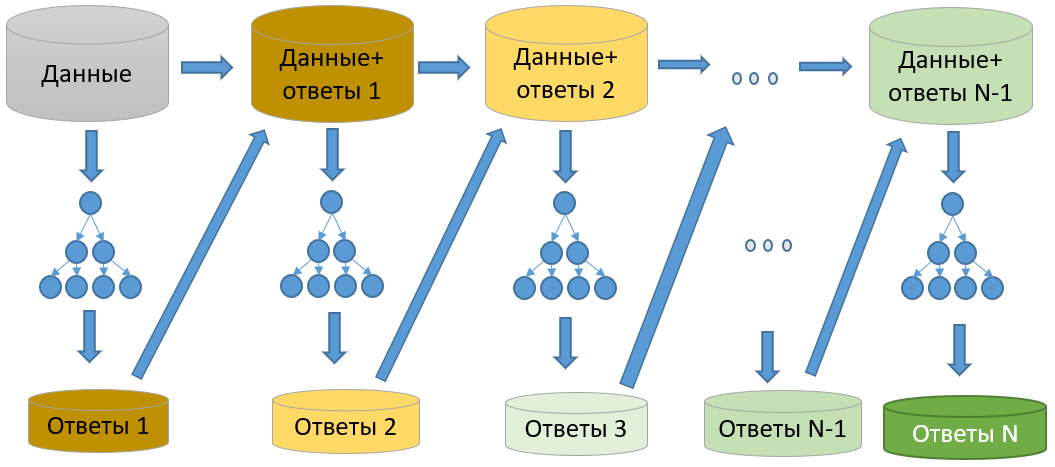 Данные
Данные+
ответы 1
Данные+
ответы 2
Данные+
ответы N-1
Ответы 1
Ответы 2
Ответы 3
Ответы N-1
Ответы N